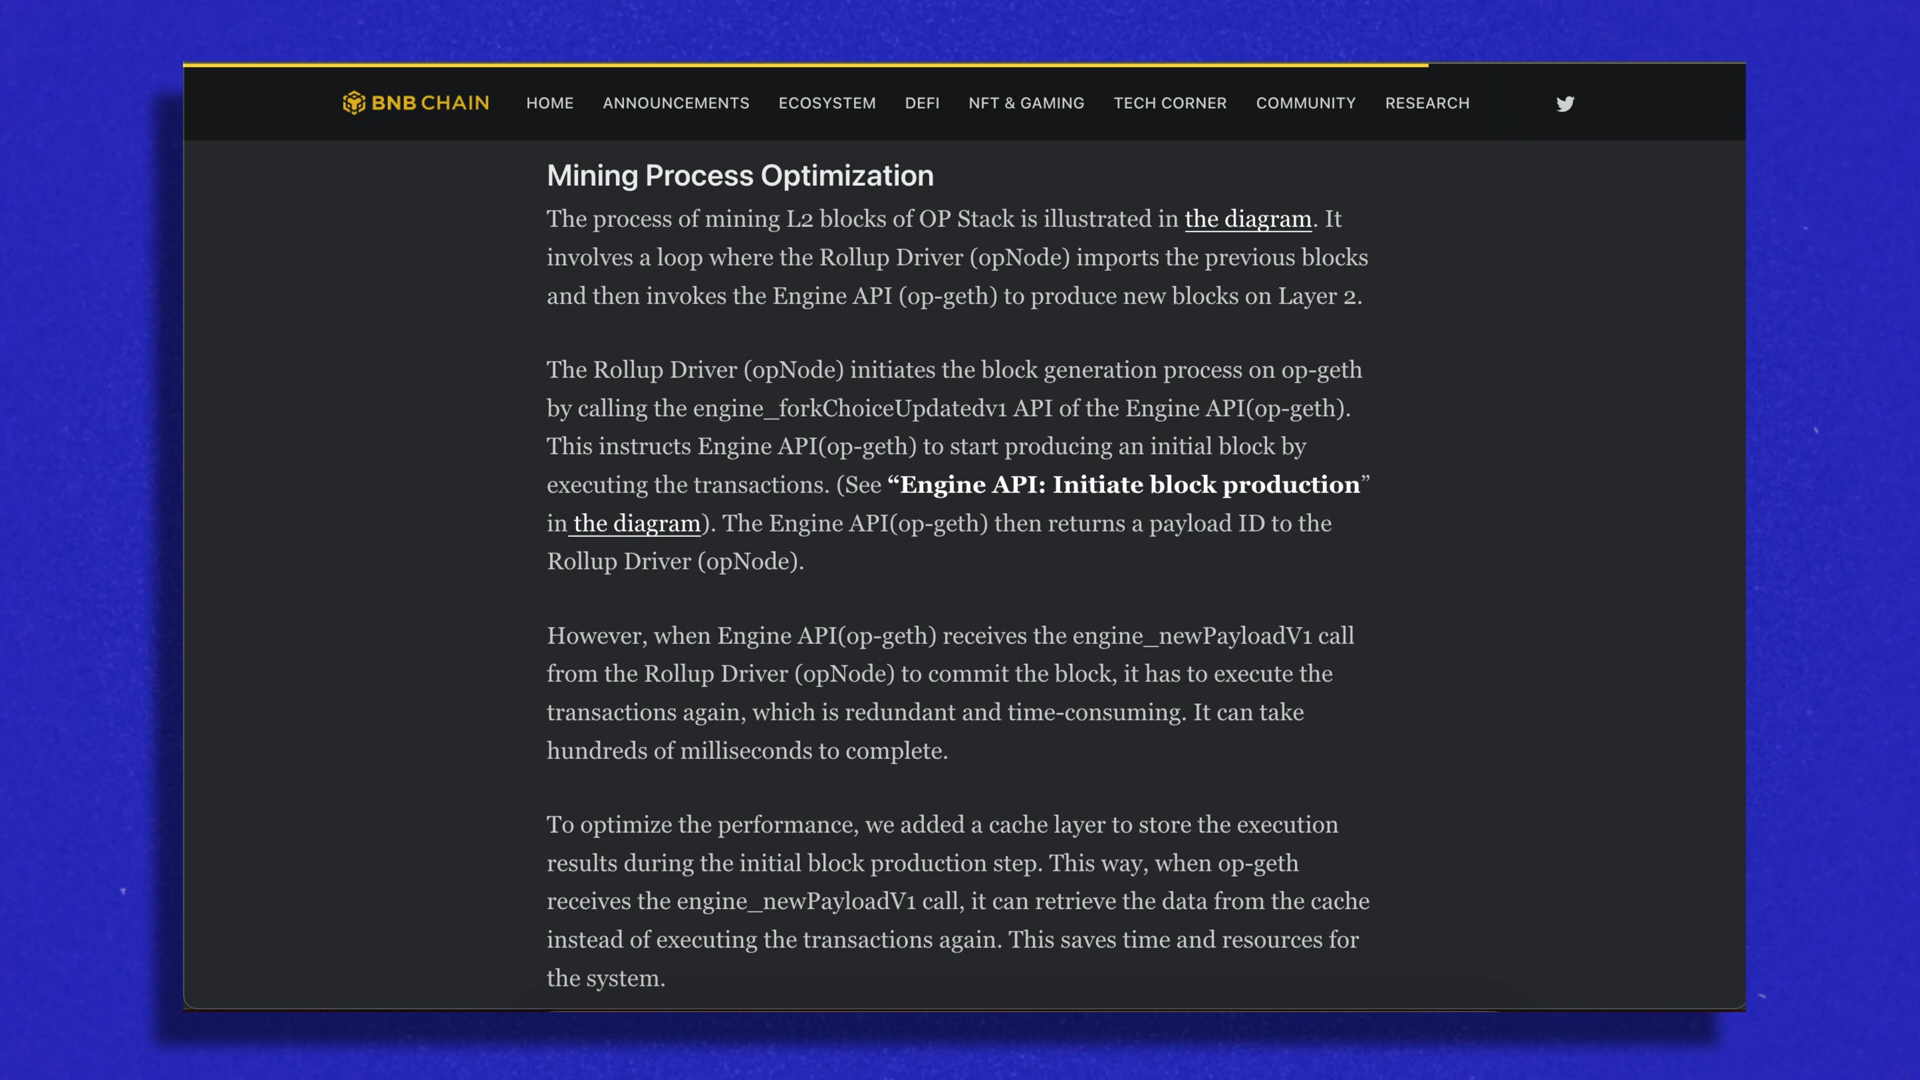 BNB CHAIN HOME ANNOUNCEMENTS ECOSYSTEM DEFI NFT & GAMING TECH CORNER COMMUNITY RESEARCH
Mining Process Optimization
The process of mining L2 blocks of OP Stack is illustrated in the diagram. It
involves a loop where the Rollup Driver (opNode) imports the previous blocks
and then invokes the Engine API (op-geth) to produce new blocks on Layer 2.
The Rollup Driver (opNode) initiates the block generation process on op-geth
by calling the engine_forkChoiceUpdatedv1 API of the Engine API(op-geth).
This instructs Engine API(op-geth) to start producing an initial block by
executing the transactions. (See “Engine API: Initiate block production”
in the diagram). The Engine API(op-geth) then returns a payload ID to the
Rollup Driver (opNode).
However, when Engine API(op-geth) receives the engine_newPayloadV1 call
from the Rollup Driver (opNode) to commit the block, it has to execute the
transactions again, which is redundant and time-consuming. It can take
hundreds of milliseconds to complete.
To optimize the performance, we added a cache layer to store the execution
results during the initial block production step. This way, when op-geth
receives the engine_newPayloadV1 call, it can retrieve the data from the cache
instead of executing the transactions again. This saves time and resources for
the system.